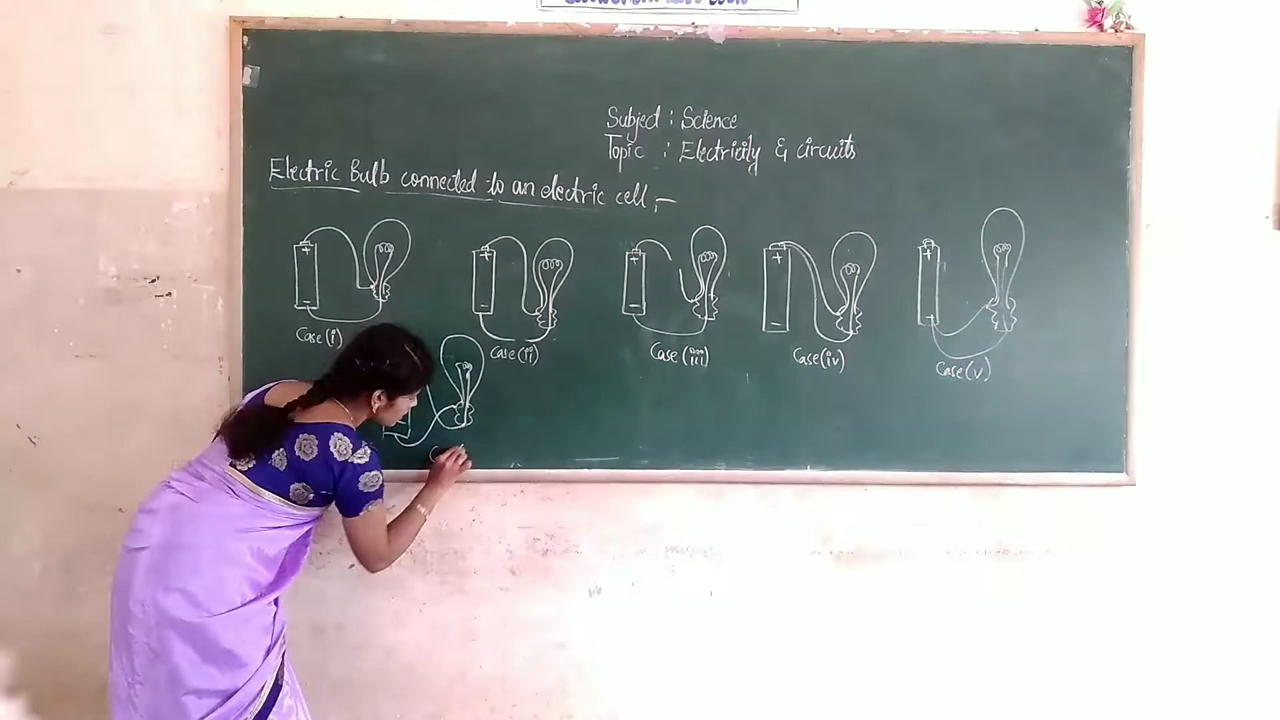 Subject : Science
Topic : Electricity & circuits
Electric Bulb connected to an electric cell :-
+ + + + +
- - - - -
Case (i) Case (ii) Case (iii) Case (iv) Case (v)